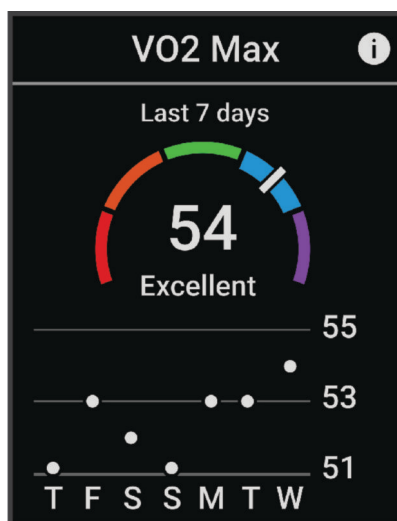 VO2 Max i
Last 7 days
54
Excellent
55
53
51
T F S S M T W